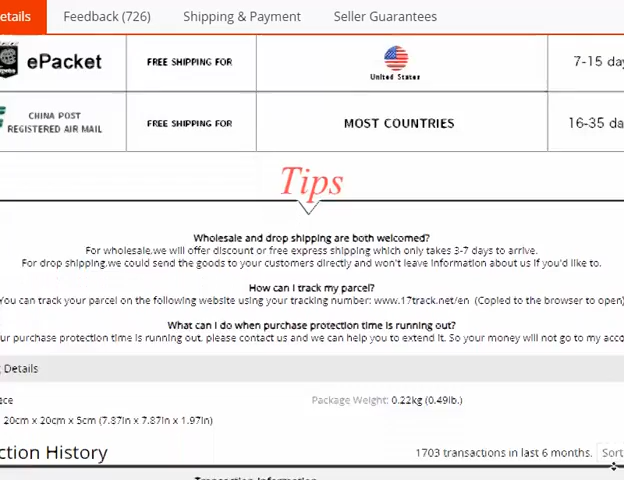 etails Feedback (726) Shipping & Payment Seller Guarantees
ePacket FREE SHIPPING FOR United States 7-15 day
CHINA POST
REGISTERED AIR MAIL FREE SHIPPING FOR MOST COUNTRIES 16-35 da
Tips
Wholesale and drop shipping are both welcomed?
For wholesale,we will offer discount or free express shipping which only takes 3-7 days to arrive.
For drop shipping,we could send the goods to your customers directly and won't leave information about us if you'd like to.
How can I track my parcel?
You can track your parcel on the following website using your tracking number: www.17track.net/en (Copied to the browser to open)
What can I do when purchase protection time is running out?
ur purchase protection time is running out, please contact us and we can help you to extend it. So your money will not go to my acco
g Details
ece Package Weight: 0.22kg (0.49lb.)
20cm x 20cm x 5cm (7.87in x 7.87in x 1.97in)
ction History 1703 transactions in last 6 months. Sort
Transaction Information